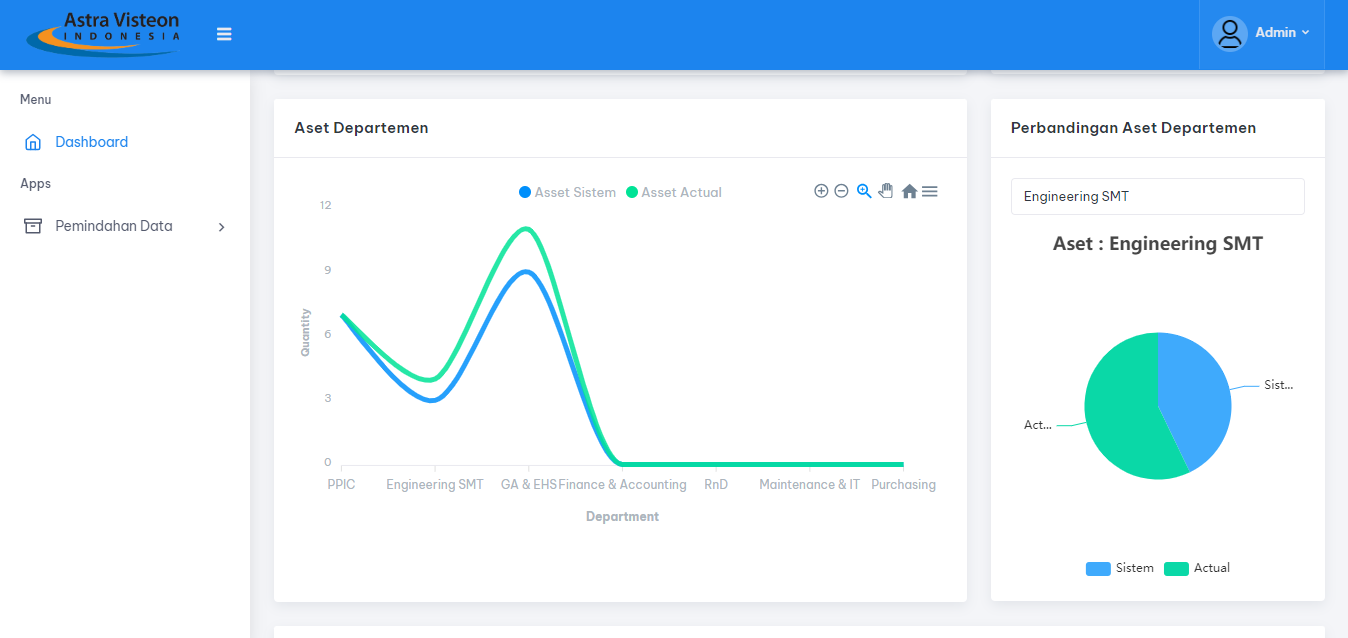 Astra Visteon
INDONESIA
Admin
Menu
Dashboard
Apps
Pemindahan Data
Aset Departemen
Asset Sistem Asset Actual
12
9
6
3
0
Quantity
PPIC Engineering SMT GA & EHS Finance & Accounting RnD Maintenance & IT Purchasing
Department
Perbandingan Aset Departemen
Engineering SMT
Aset : Engineering SMT
Sist...
Act...
Sistem Actual